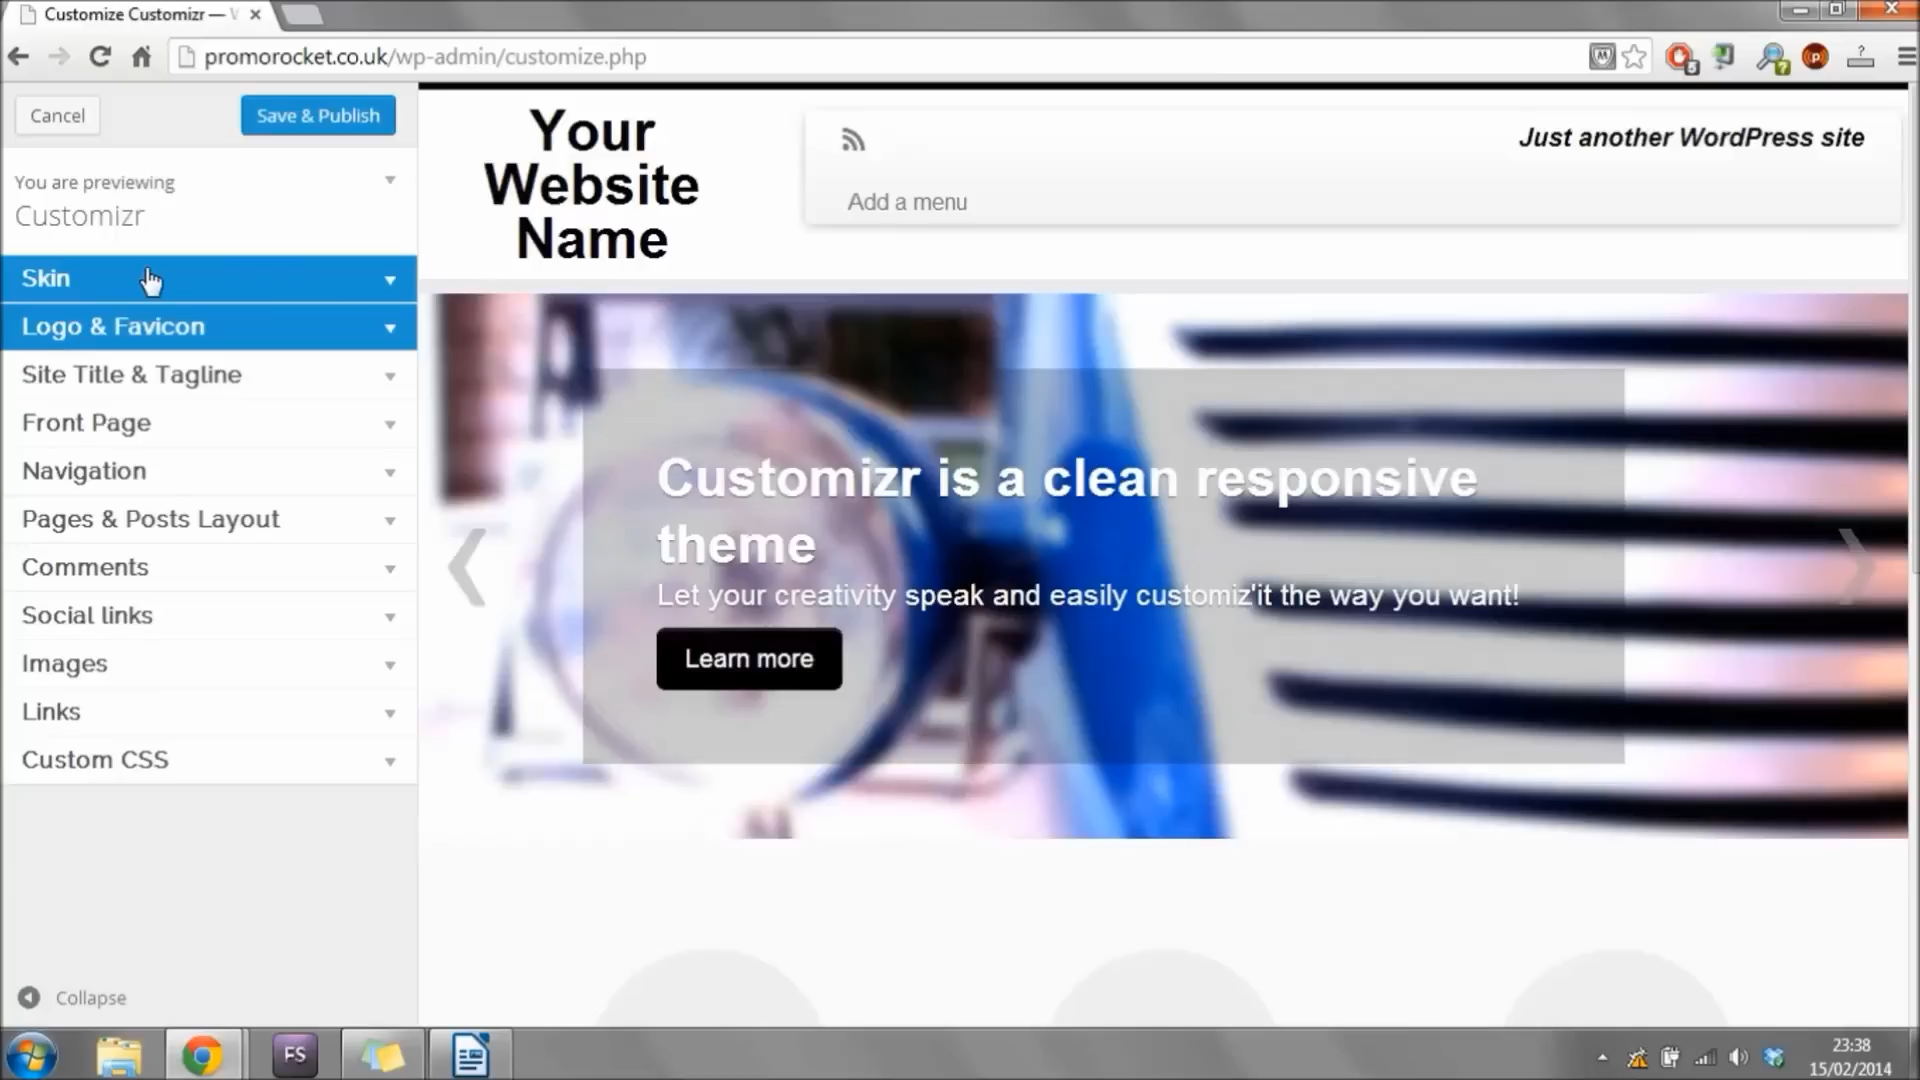 Customize Customizr — W
promorocket.co.uk/wp-admin/customize.php
Cancel
Save & Publish
You are previewing
Customizr
Skin
Logo & Favicon
Site Title & Tagline
Front Page
Navigation
Pages & Posts Layout
Comments
Social links
Images
Links
Custom CSS
Collapse
Your
Website
Name
Just another WordPress site
Add a menu
Customizr is a clean responsive
theme
Let your creativity speak and easily customiz'it the way you want!
Learn more
FS
23:38
15/02/2014